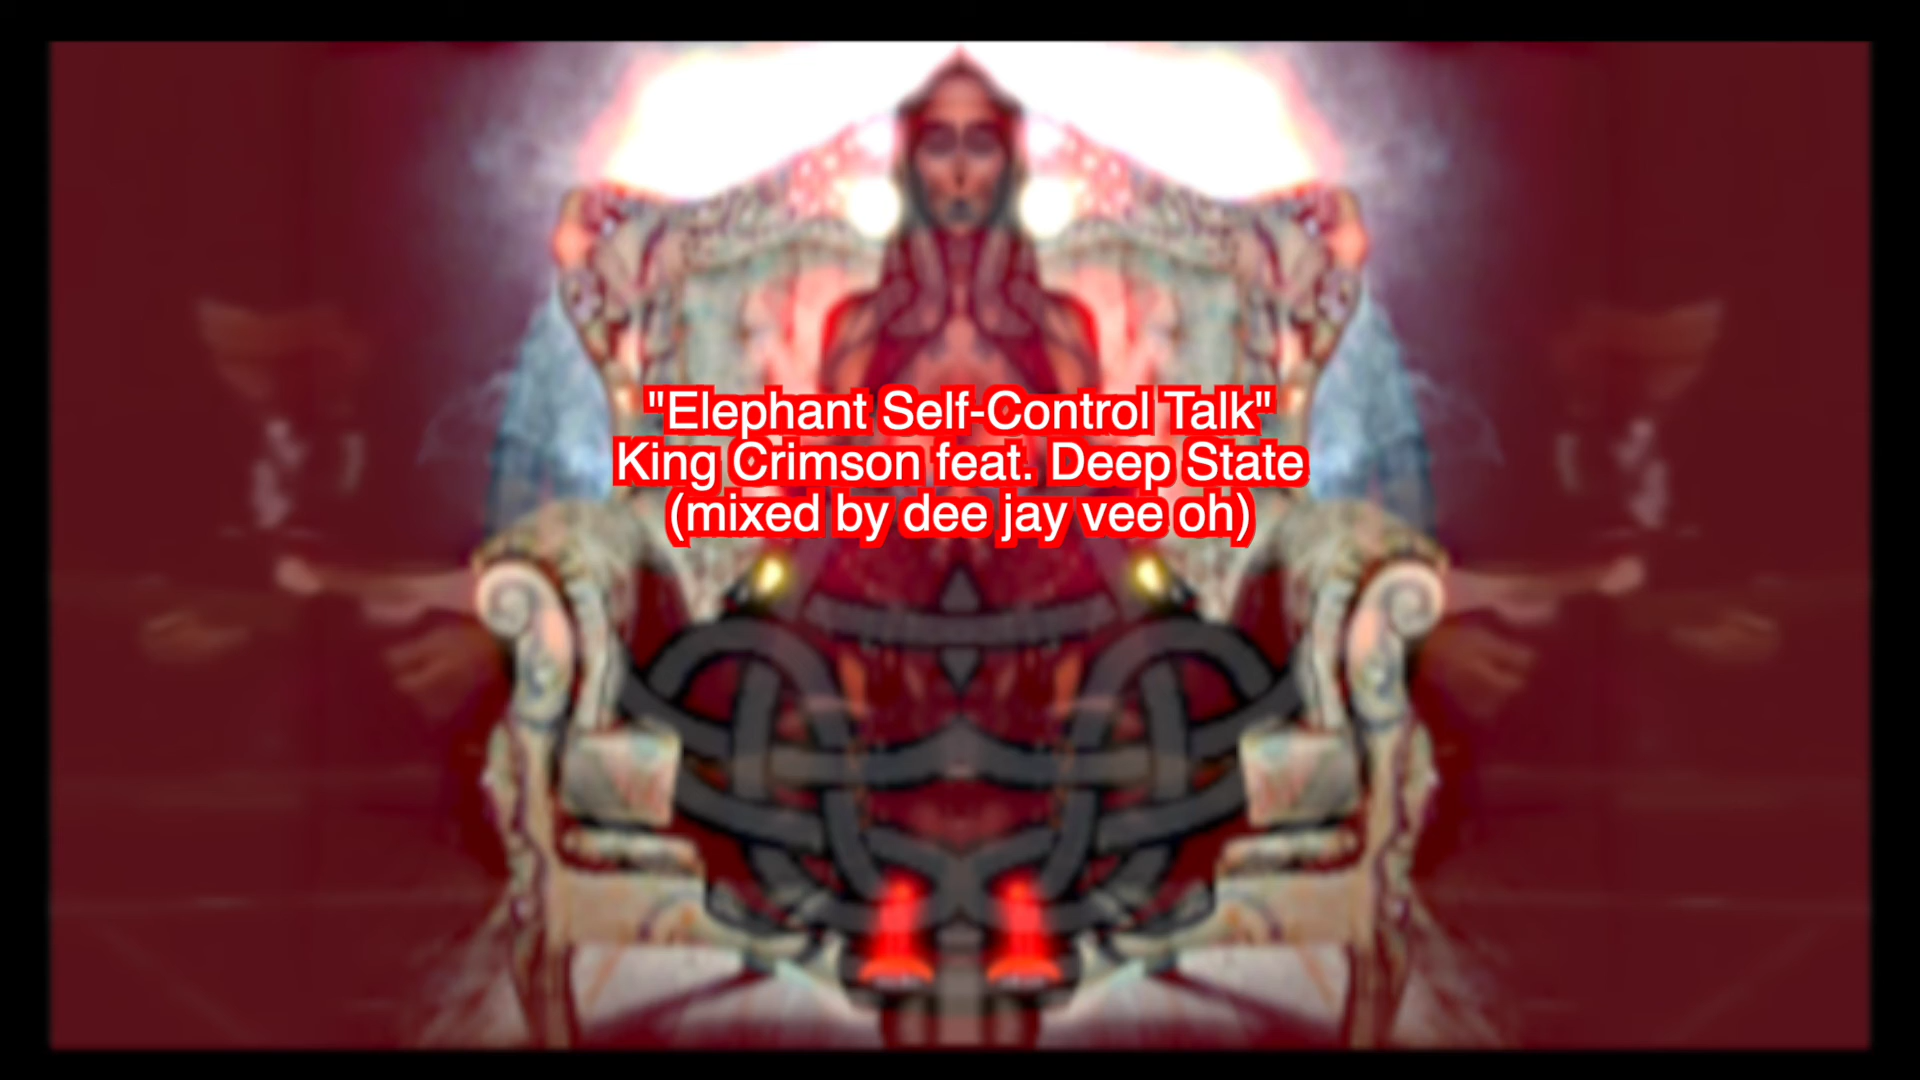 "Elephant Self-Control Talk"
King Crimson feat. Deep State
(mixed by dee jay vee oh)